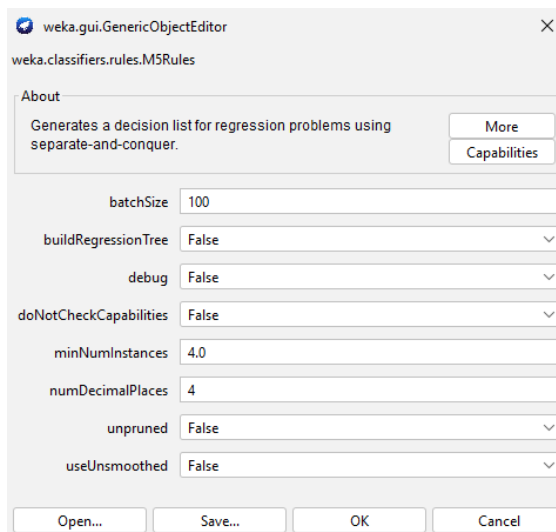 weka.gui.GenericObjectEditor
weka.classifiers.rules.M5Rules
About
Generates a decision list for regression problems using
separate-and-conquer.
More
Capabilities
batchSize 100
buildRegressionTree False
debug False
doNotCheckCapabilities False
minNumInstances 4.0
numDecimalPlaces 4
unpruned False
useUnsmoothed False
Open... Save... OK Cancel